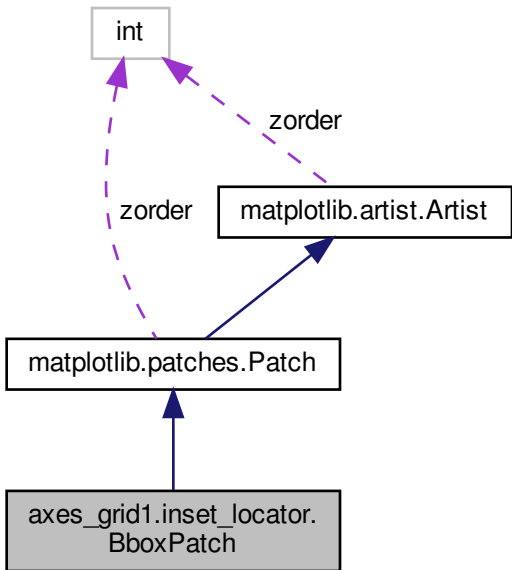 int
zorder
matplotlib.artist.Artist
zorder
matplotlib.patches.Patch
axes_grid1.inset_locator.
BboxPatch